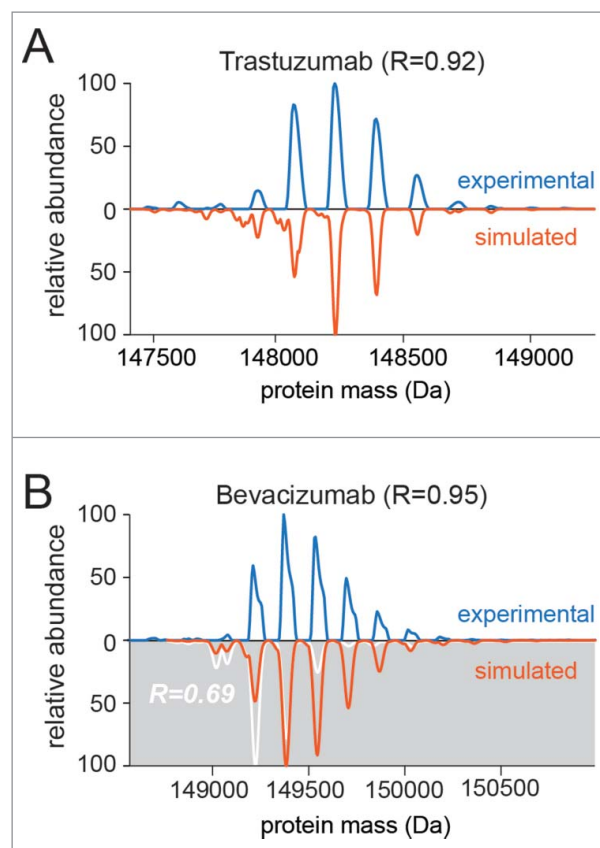 A
Trastuzumab (R=0.92)
relative abundance
100
50
0
50
100
experimental
simulated
147500 148000 148500 149000
protein mass (Da)
B
Bevacizumab (R=0.95)
relative abundance
100
50
0
50
100
experimental
simulated
R=0.69
149000 149500 150000 150500
protein mass (Da)